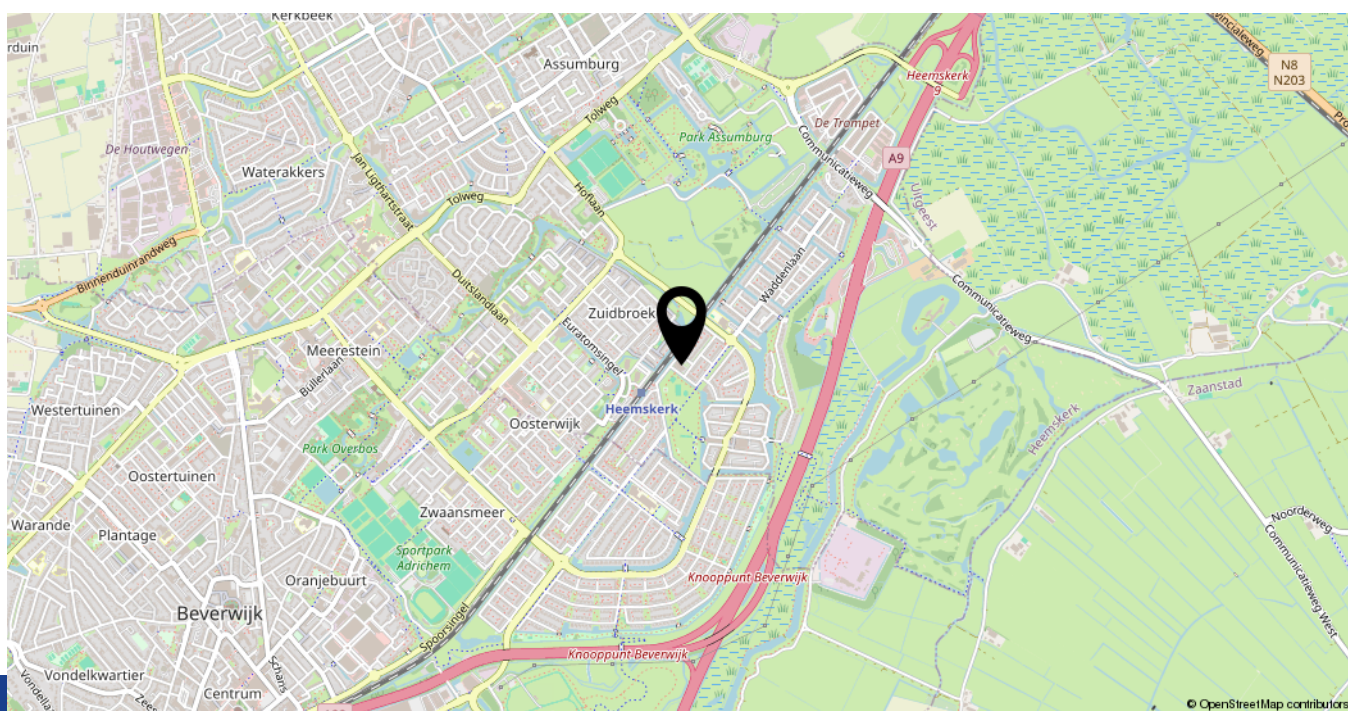 Kerkbeek
rduin
Provincialeweg
N8
N203
Assumburg
Heemskerk
9
Tolweg
De Trompet
Park Assumburg
De Houtwegen
Communicatieweg
A9
Waterakkers
Jan Ligthartstraat
Hoflaan
Uitgeest
Tolweg
Binnenduinrandweg
Duitslandlaan
Waddenlaan
Communicatieweg
Zuidbroek
Euratomsingel
Meerestein
Bullerlaan
Zaanstad
Westertuinen
Heemskerk
Oosterwijk
Heemskerk
Park Overbos
Oostertuinen
Zwaansmeer
Warande
Noorderweg
Plantage
Sportpark
Adrichem
Communicatieweg West
Oranjebuurt
Knooppunt Beverwijk
Beverwijk
Spoorsingel
Knooppunt Beverwijk
Vondelkwartier
Schans
Centrum
Vondella
Zees
© OpenStreetMap contributors